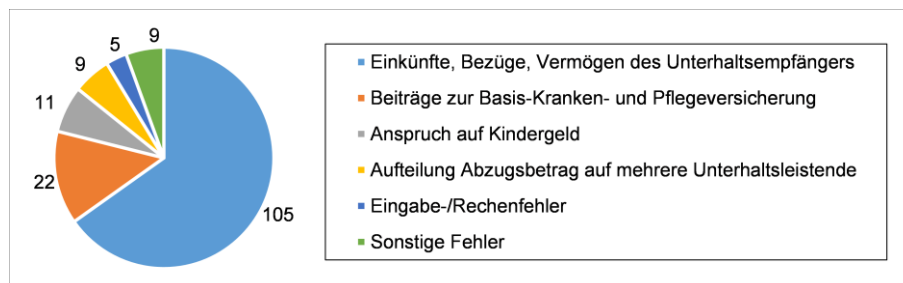 9
5
9
11
22
105
Einkünfte, Bezüge, Vermögen des Unterhaltsempfängers
Beiträge zur Basis-Kranken- und Pflegeversicherung
Anspruch auf Kindergeld
Aufteilung Abzugsbetrag auf mehrere Unterhaltsleistende
Eingabe-/Rechenfehler
Sonstige Fehler